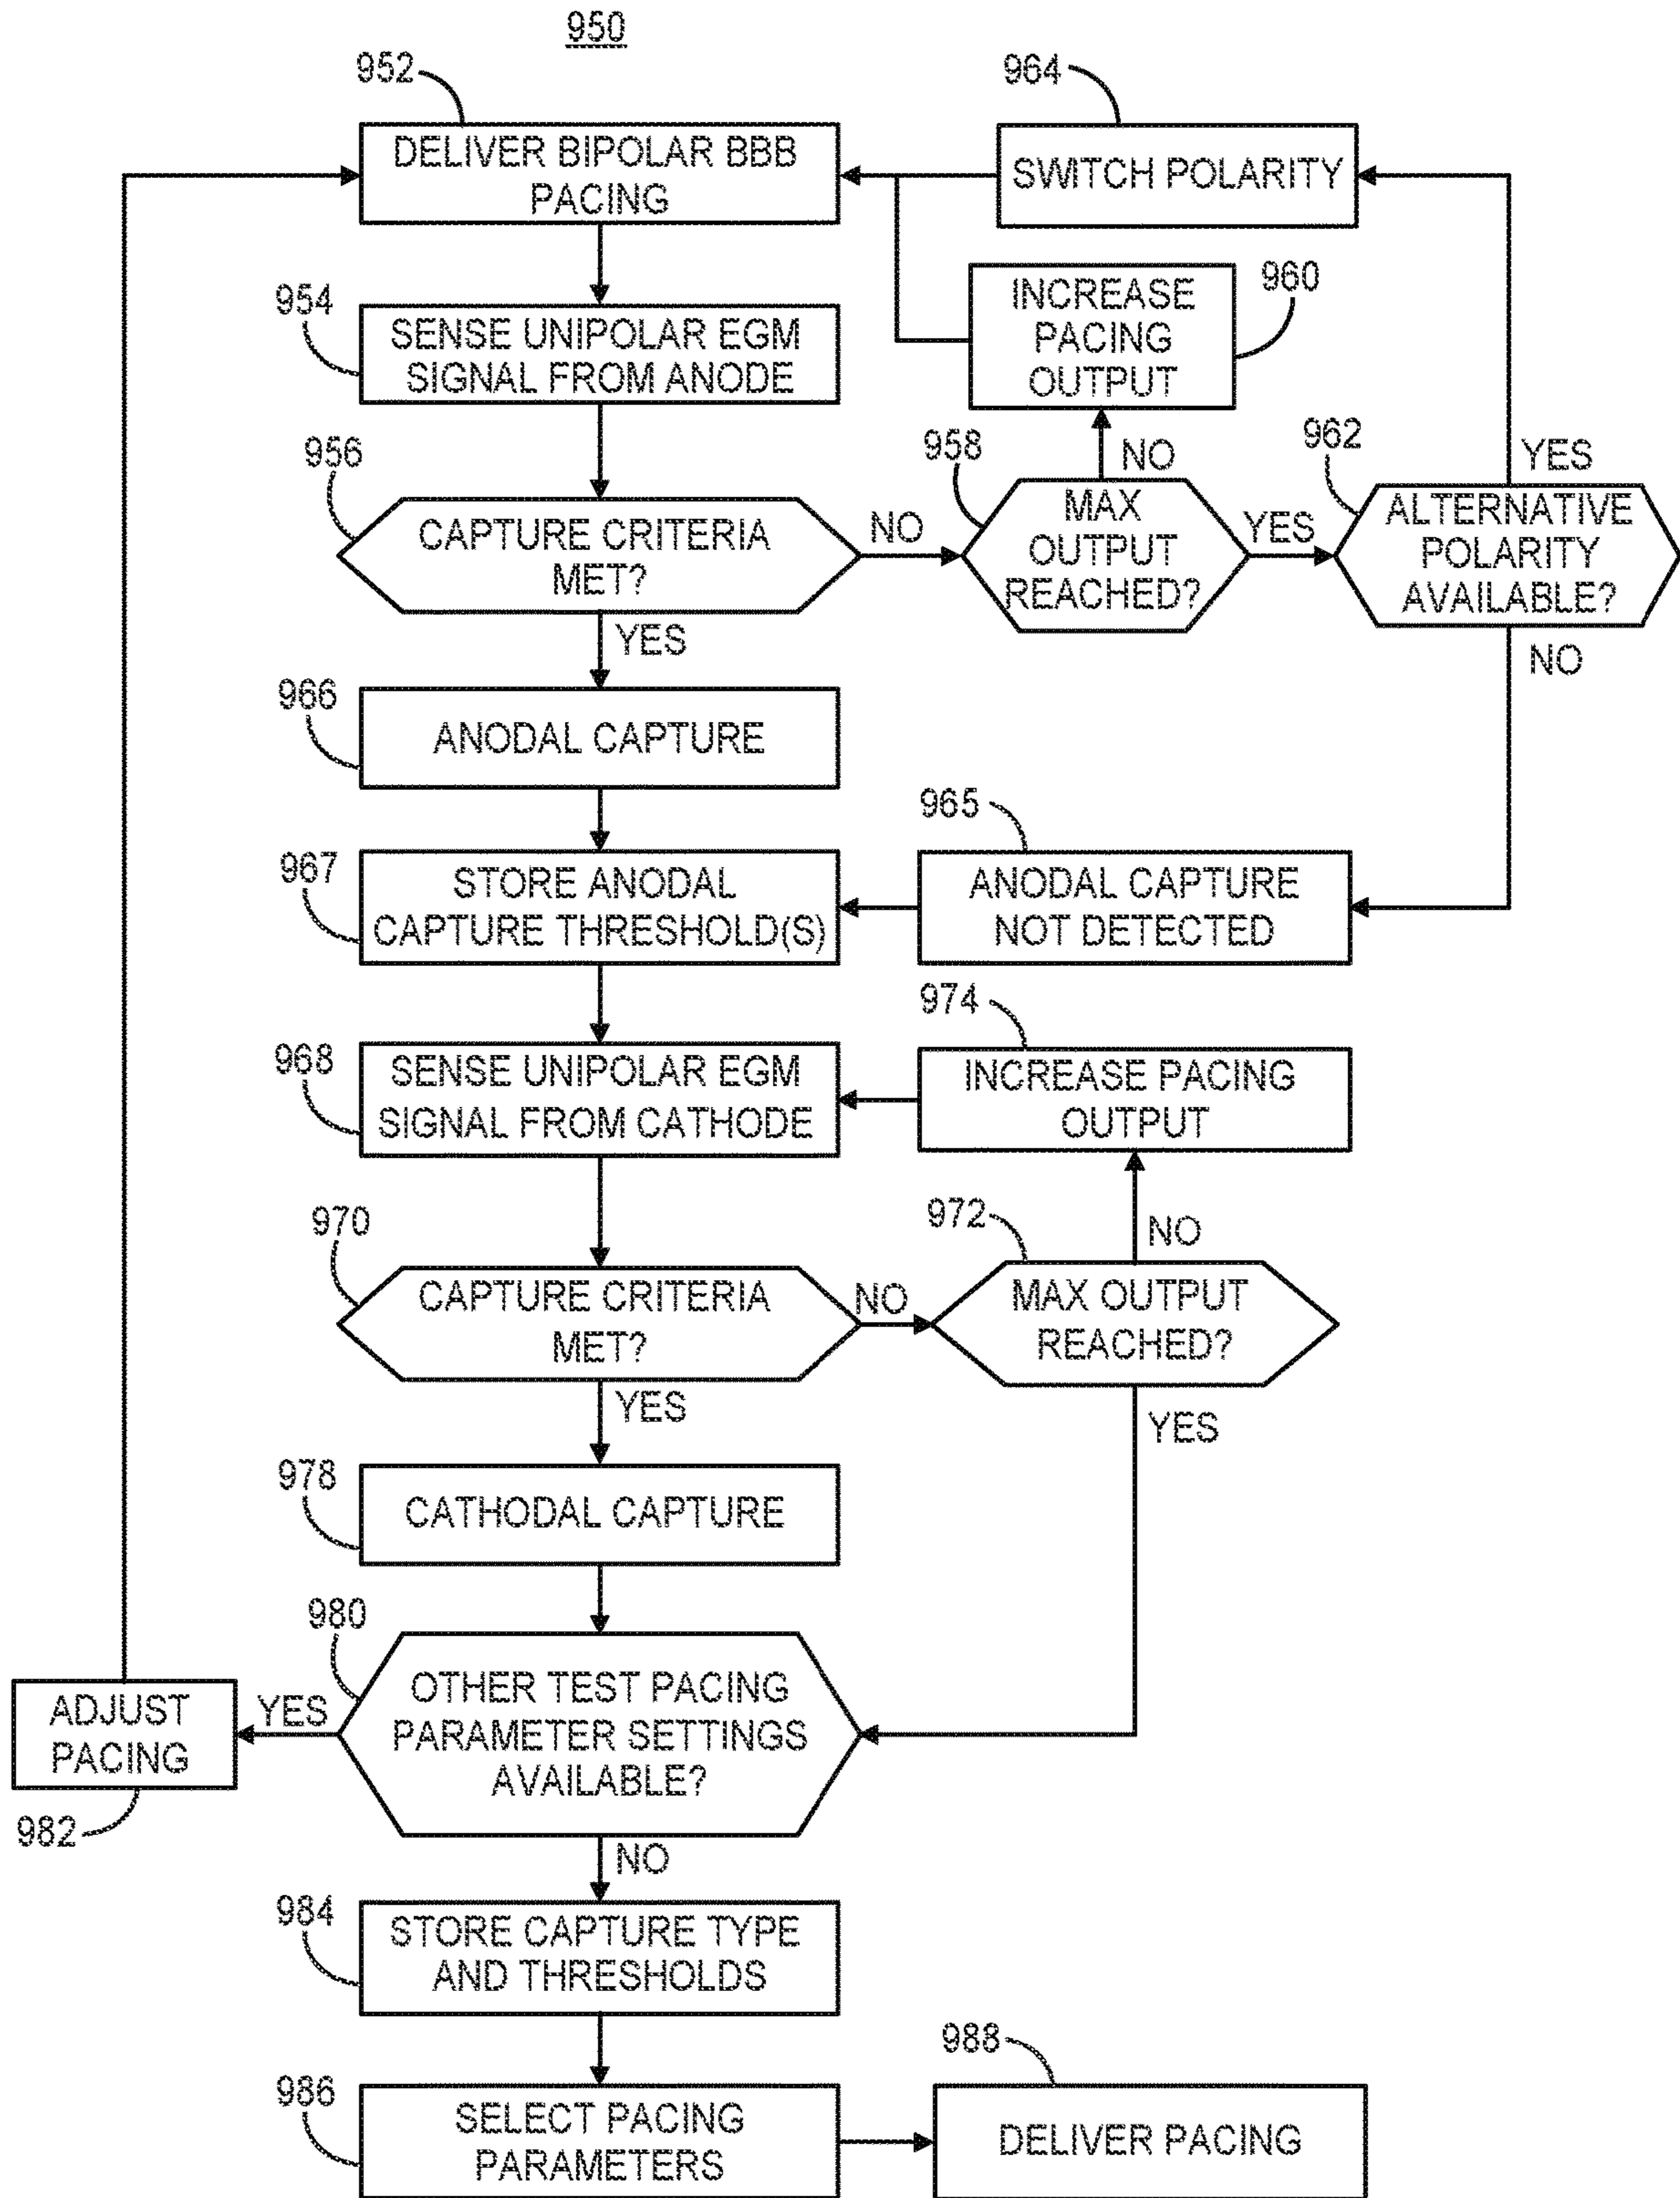 950
952
964
DELIVER BIPOLAR BBB
PACING
SWITCH POLARITY
954
SENSE UNIPOLAR EGM
SIGNAL FROM ANODE
INCREASE
PACING
OUTPUT
960
956
CAPTURE CRITERIA
MET?
NO
958
NO
MAX
OUTPUT
REACHED?
YES
962
YES
ALTERNATIVE
POLARITY
AVAILABLE?
YES
NO
966
ANODAL CAPTURE
965
967
STORE ANODAL
CAPTURE THRESHOLD(S)
ANODAL CAPTURE
NOT DETECTED
974
968
SENSE UNIPOLAR EGM
SIGNAL FROM CATHODE
INCREASE PACING
OUTPUT
970
972
NO
CAPTURE CRITERIA
MET?
NO
MAX OUTPUT
REACHED?
YES
YES
978
CATHODAL CAPTURE
980
OTHER TEST PACING
PARAMETER SETTINGS
AVAILABLE?
YES
ADJUST
PACING
982
NO
984
STORE CAPTURE TYPE
AND THRESHOLDS
988
986
SELECT PACING
PARAMETERS
DELIVER PACING